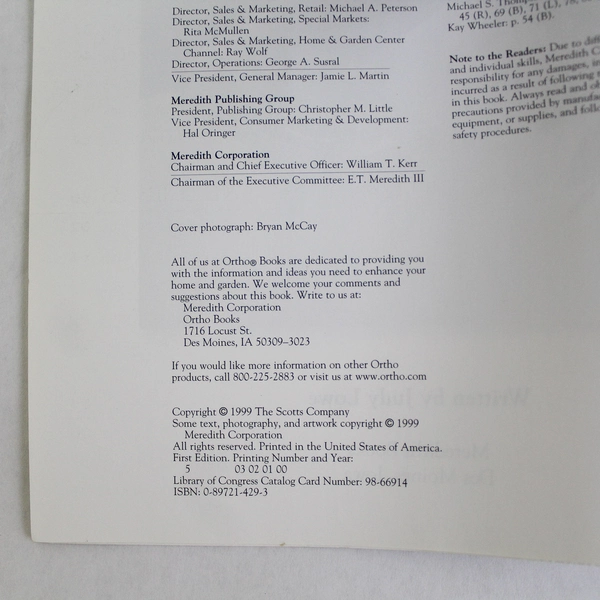 Director, Sales & Marketing, Retail: Michael A. Peterson
Director, Sales & Marketing, Special Markets:
Rita McMullen
Director, Sales & Marketing, Home & Garden Center
Channel: Ray Wolf
Director, Operations: George A. Susral
Vice President, General Manager: Jamie L. Martin
Meredith Publishing Group
President, Publishing Group: Christopher M. Little
Vice President, Consumer Marketing & Development:
Hal Oringer
Meredith Corporation
Chairman and Chief Executive Officer: William T. Kerr
Chairman of the Executive Committee: E.T. Meredith III
Cover photograph: Bryan McCay
All of us at Ortho® Books are dedicated to providing you
with the information and ideas you need to enhance your
home and garden. We welcome your comments and
suggestions about this book. Write to us at:
Meredith Corporation
Ortho Books
1716 Locust St.
Des Moines, IA 50309–3023
If you would like more information on other Ortho
products, call 800-225-2883 or visit us at www.ortho.com
Copyright © 1999 The Scotts Company
Some text, photography, and artwork copyright © 1999
Meredith Corporation
All rights reserved. Printed in the United States of America.
First Edition. Printing Number and Year:
5 03 02 01 00
Library of Congress Catalog Card Number: 98-66914
ISBN: 0-89721-429-3
Michael S.
45 (R), 69 (B), 71 (L),
Kay Wheeler: p. 54 (B).
Note to the Readers: Due to
and individual skills, Meredith
responsibility for any damages,
incurred as a result of following
in this book. Always read and
precautions provided by
equipment, or supplies, and
safety procedures.